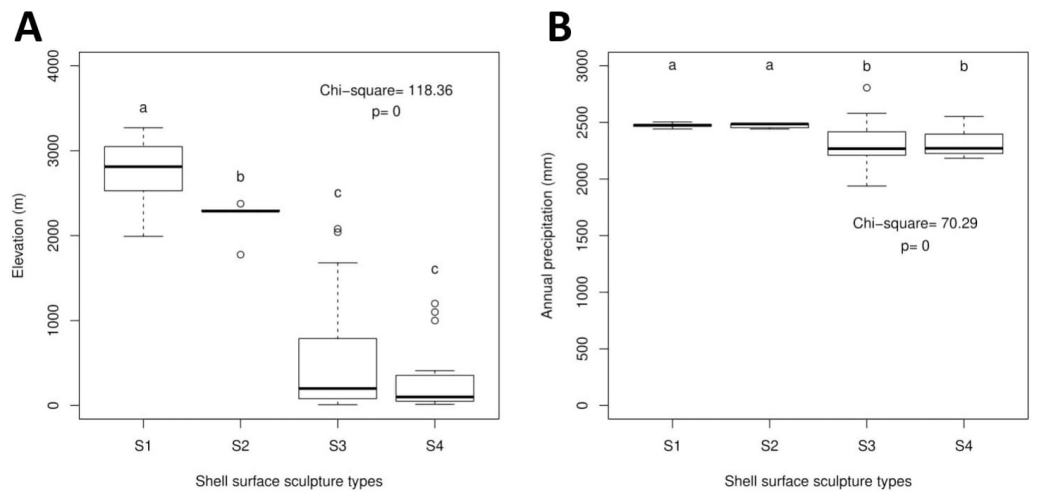 A
4000
3000
2000
1000
0
Elevation (m)
a
b
c
c
Chi−square= 118.36
p= 0
S1 S2 S3 S4
Shell surface sculpture types
B
3000
2500
2000
1500
1000
500
0
Annual precipitation (mm)
a a b b
Chi−square= 70.29
p= 0
S1 S2 S3 S4
Shell surface sculpture types